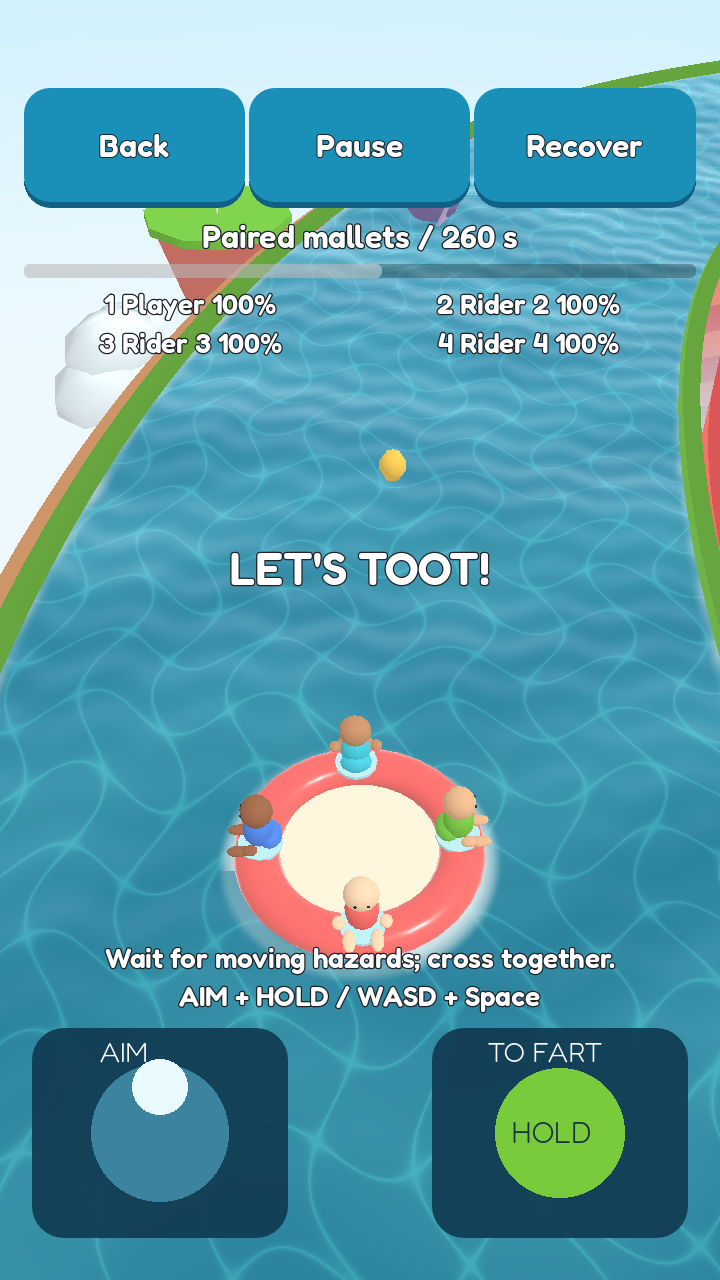 Back
Pause
Recover
Paired mallets / 260 s
1 Player 100%
2 Rider 2 100%
3 Rider 3 100%
4 Rider 4 100%
LET'S TOOT!
Wait for moving hazards; cross together.
AIM + HOLD / WASD + Space
AIM
TO FART
HOLD